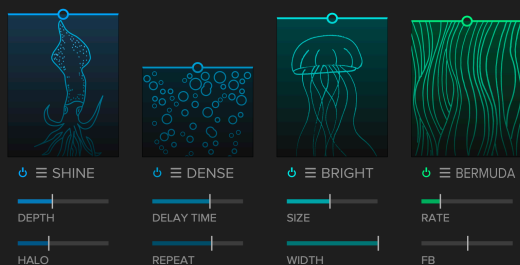 SHINE DENSE BRIGHT BERMUDA
DEPTH DELAY TIME SIZE RATE
HALO REPEAT WIDTH FB